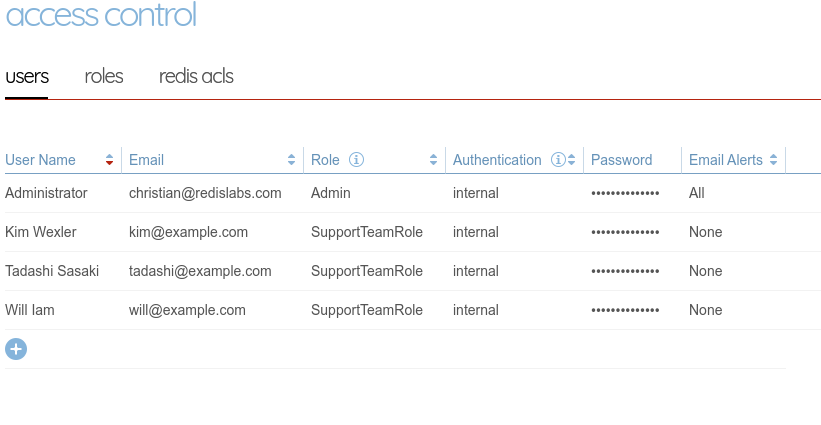 access control
users roles redis acls
User Name Email Role Authentication Password Email Alerts
Administrator christian@redislabs.com Admin internal •••••••••••••• All
Kim Wexler kim@example.com SupportTeamRole internal •••••••••••••• None
Tadashi Sasaki tadashi@example.com SupportTeamRole internal •••••••••••••• None
Will Iam will@example.com SupportTeamRole internal •••••••••••••• None